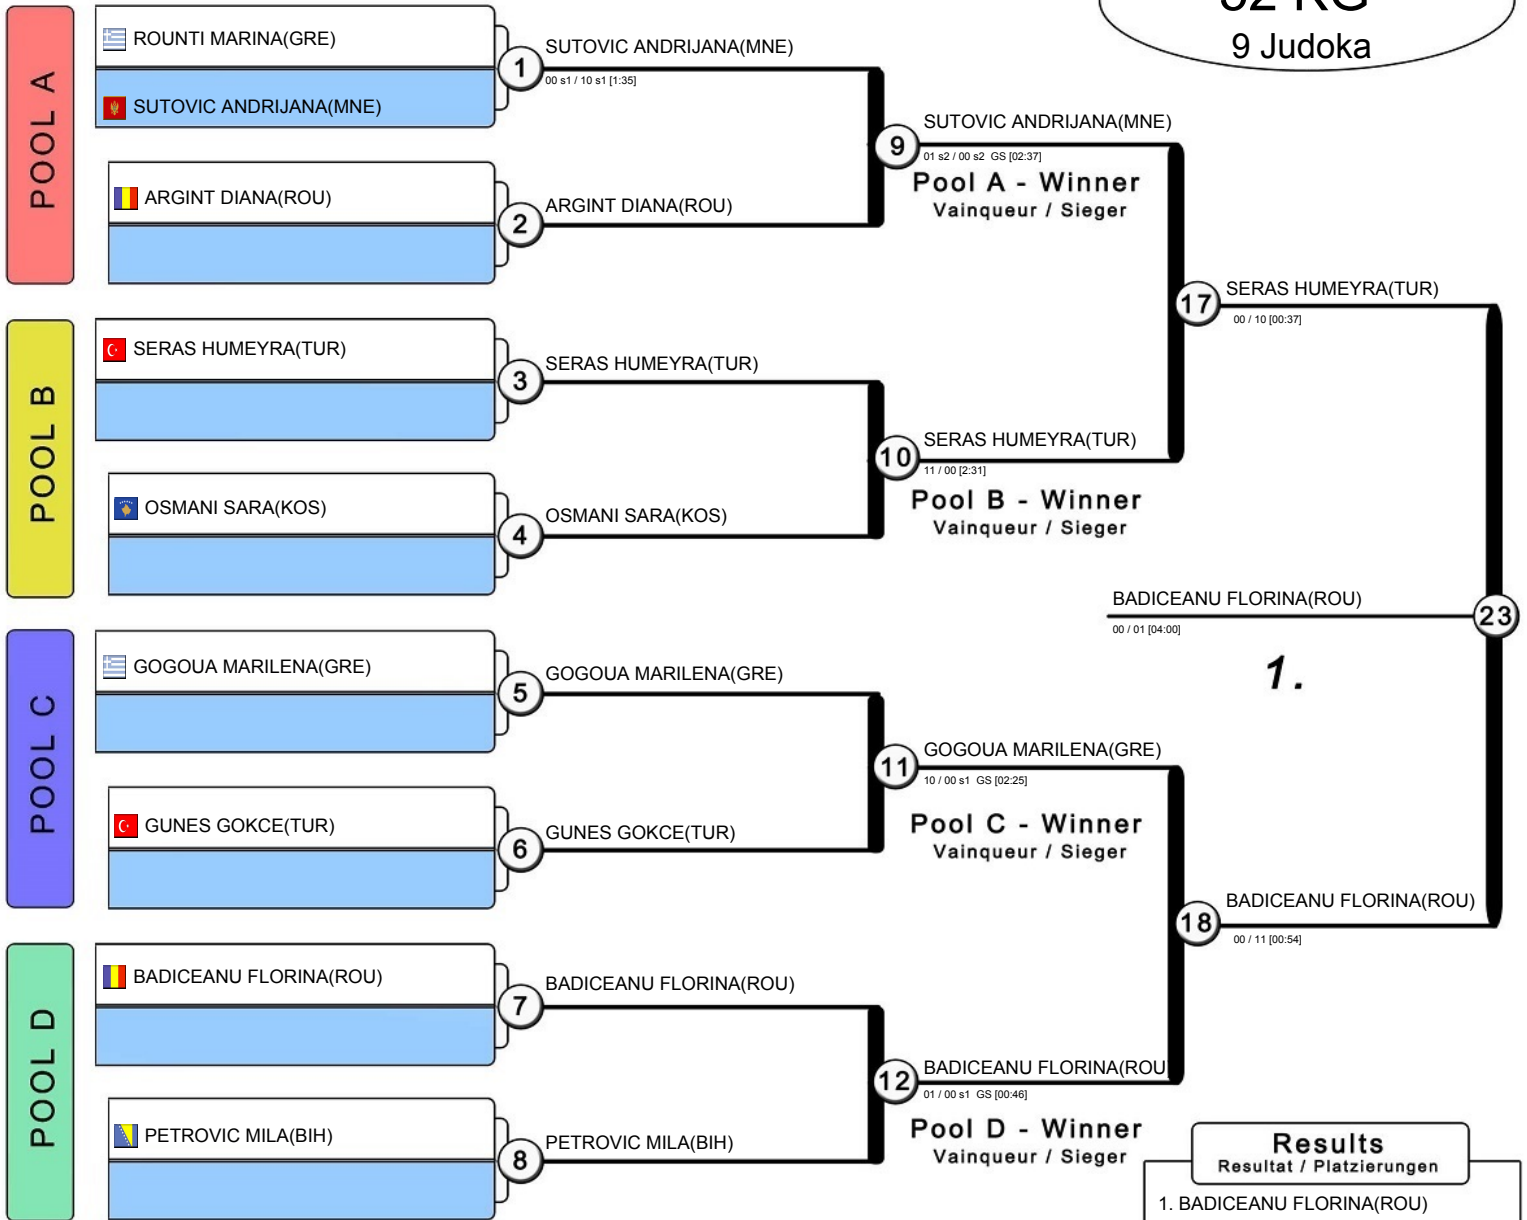 9 Judoka
POOL A
ROUNTI MARINA(GRE)
SUTOVIC ANDRIJANA(MNE)
1
SUTOVIC ANDRIJANA(MNE)
00 s1 / 10 s1 [1:35]
ARGINT DIANA(ROU)
2
ARGINT DIANA(ROU)
9
SUTOVIC ANDRIJANA(MNE)
01 s2 / 00 s2 GS [02:37]
Pool A - Winner
Vainqueur / Sieger
POOL B
SERAS HUMEYRA(TUR)
3
SERAS HUMEYRA(TUR)
OSMANI SARA(KOS)
4
OSMANI SARA(KOS)
10
SERAS HUMEYRA(TUR)
11 / 00 [2:31]
Pool B - Winner
Vainqueur / Sieger
17
SERAS HUMEYRA(TUR)
00 / 10 [00:37]
BADICEANU FLORINA(ROU)
00 / 01 [04:00]
23
1.
POOL C
GOGOUA MARILENA(GRE)
5
GOGOUA MARILENA(GRE)
GUNES GOKCE(TUR)
6
GUNES GOKCE(TUR)
11
GOGOUA MARILENA(GRE)
10 / 00 s1 GS [02:25]
Pool C - Winner
Vainqueur / Sieger
18
BADICEANU FLORINA(ROU)
00 / 11 [00:54]
POOL D
BADICEANU FLORINA(ROU)
7
BADICEANU FLORINA(ROU)
PETROVIC MILA(BIH)
8
PETROVIC MILA(BIH)
12
BADICEANU FLORINA(ROU
01 / 00 s1 GS [00:46]
Pool D - Winner
Vainqueur / Sieger
Results
Resultat / Platzierungen
1. BADICEANU FLORINA(ROU)